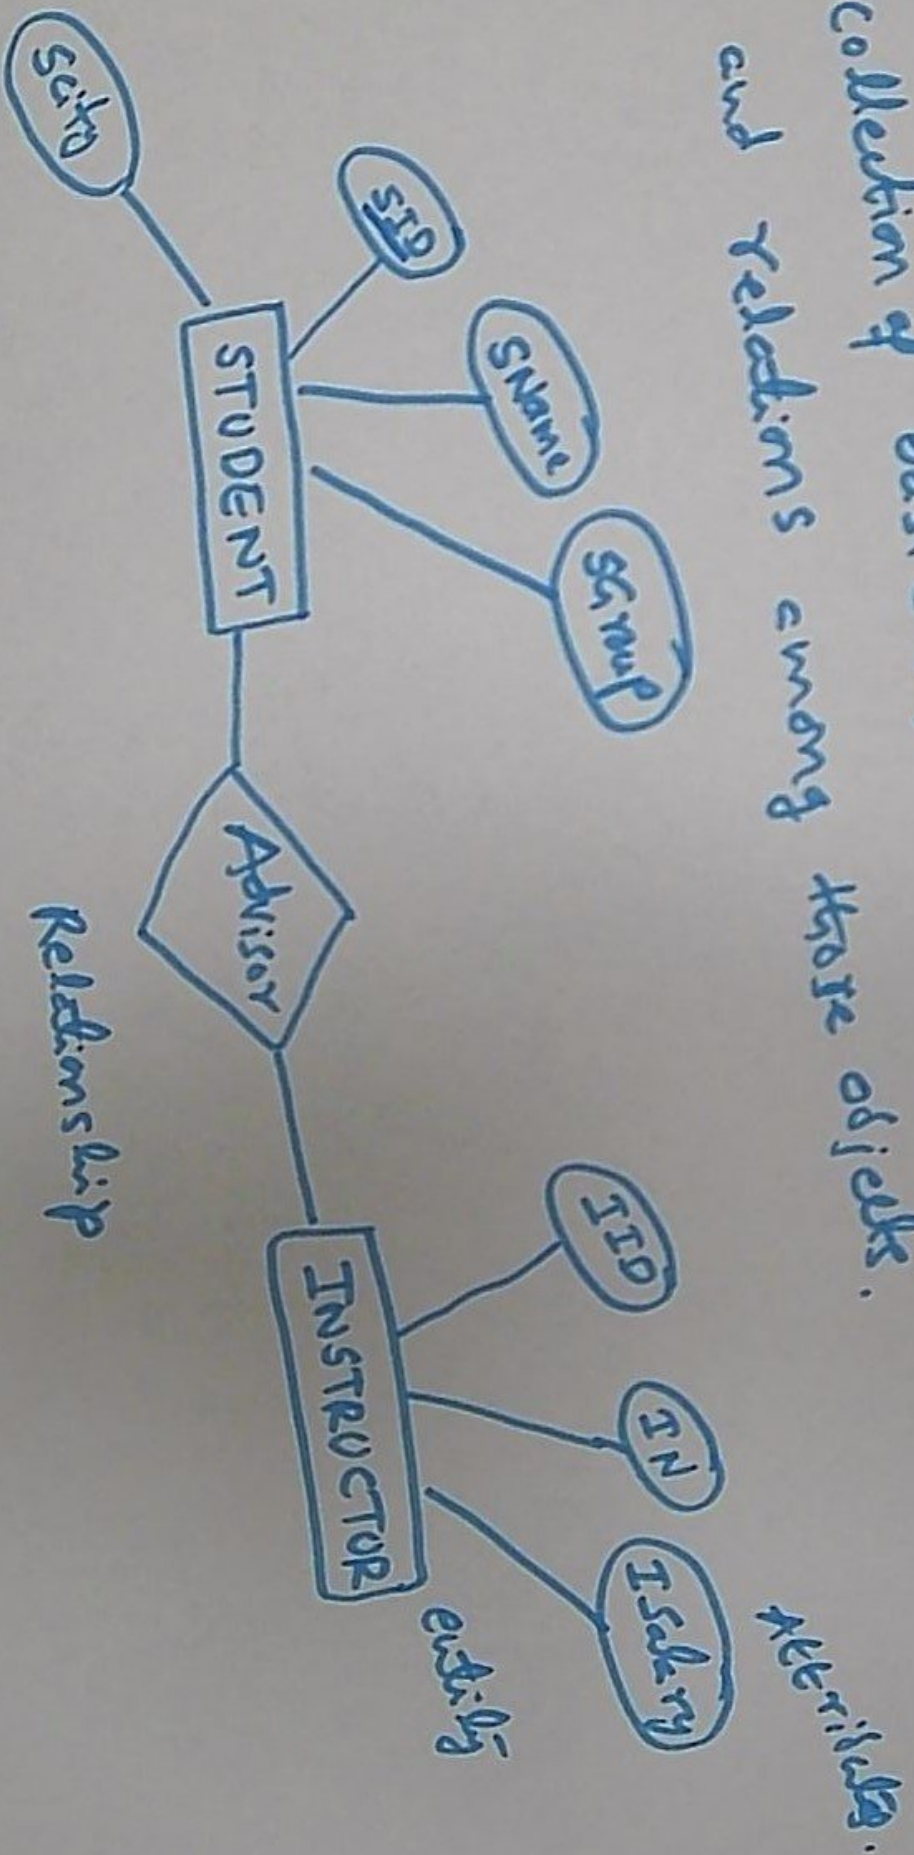 collection of
and relations among those objects.
Attributes.
SName
SGroup
SID
Scity
IID
IN
ISalary
STUDENT
Advisor
INSTRUCTOR
entity
Relationship